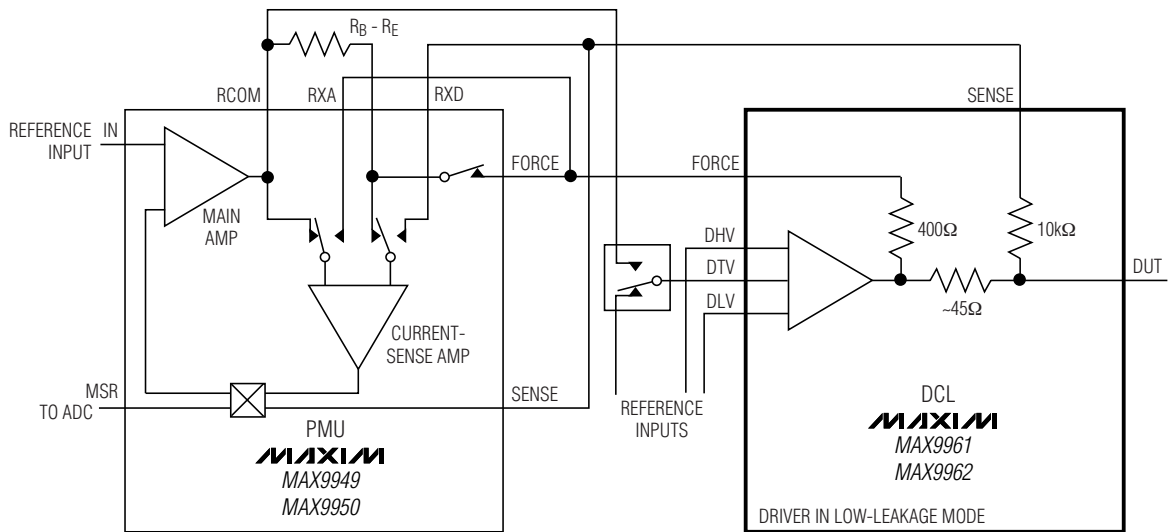 R_B - R_E
RCOM
RXA
RXD
SENSE
REFERENCE
INPUT
IN
MAIN
AMP
FORCE
FORCE
400Ω
10kΩ
DHV
DTV
DLV
DUT
~45Ω
CURRENT-
SENSE AMP
MSR
TO ADC
SENSE
REFERENCE
INPUTS
PMU
MAXIM
MAX9949
MAX9950
DCL
MAXIM
MAX9961
MAX9962
DRIVER IN LOW-LEAKAGE MODE